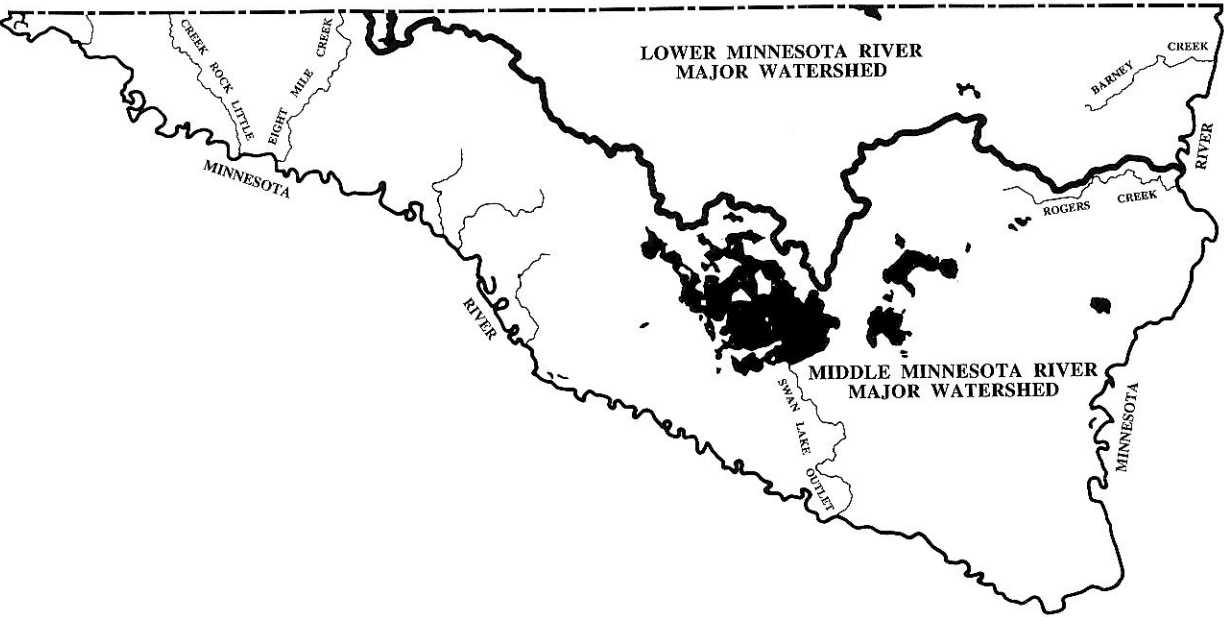 LOWER MINNESOTA RIVER
MAJOR WATERSHED
CREEK
BARNEY
CREEK ROCK LITTLE
EIGHT MILE CREEK
MINNESOTA
RIVER
ROGERS CREEK
RIVER
MIDDLE MINNESOTA RIVER
MAJOR WATERSHED
SWAN LAKE OUTLET
MINNESOTA